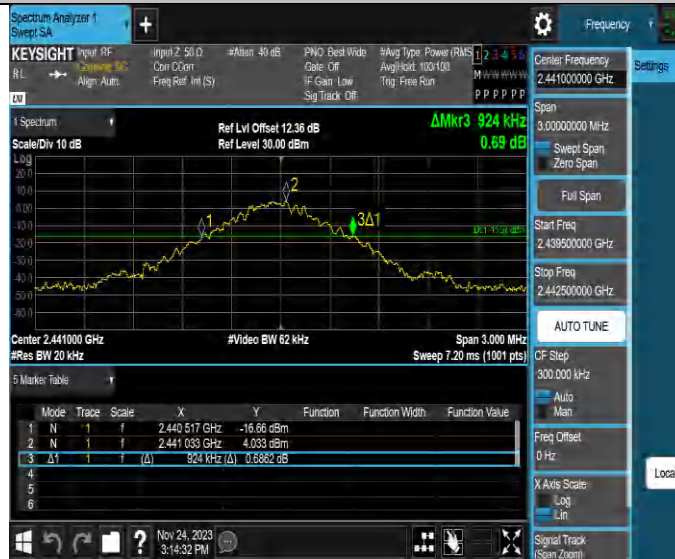 Spectrum Analyzer 1
Swept SA
+
Frequency
KEYSIGHT
RL
Input: RF
Align: Auto
Input Z: 50 Ω
Corr CCorr
Freq Ref: Int (S)
#Atten: 40 dB
PNO: Best Wide
Gate: Off
IF Gain: Low
Sig Track: Off
#Avg Type: Power (RMS
Avg|Hold: 100/100
Trig: Free Run
1 2 3 4 5 6
M W W W W W
P P P P P P
LXI
1 Spectrum
Scale/Div 10 dB
Ref Lvl Offset 12.36 dB
Ref Level 30.00 dBm
ΔMkr3 924 kHz
0.69 dB
Log
20.0
10.0
0.00
-10.0
-20.0
-30.0
-40.0
-50.0
-60.0
1
2
3Δ1
Center 2.441000 GHz
#Res BW 20 kHz
#Video BW 62 kHz
Span 3.000 MHz
Sweep 7.20 ms (1001 pts)
5 Marker Table
Mode Trace Scale X Y Function Function Width Function Value
1 N 1 f 2.440 517 GHz -16.66 dBm
2 N 1 f 2.441 033 GHz 4.033 dBm
3 Δ1 1 f (Δ) 924 kHz (Δ) 0.6862 dB
4
5
6
?
Nov 24, 2023
3:14:32 PM
Center Frequency
2.441000000 GHz
Settings
Span
3.00000000 MHz
Swept Span
Zero Span
Full Span
Start Freq
2.439500000 GHz
Stop Freq
2.442500000 GHz
AUTO TUNE
CF Step
300.000 kHz
Auto
Man
Freq Offset
0 Hz
X Axis Scale
Log
Lin
Loca
Signal Track
(Span Zoom)